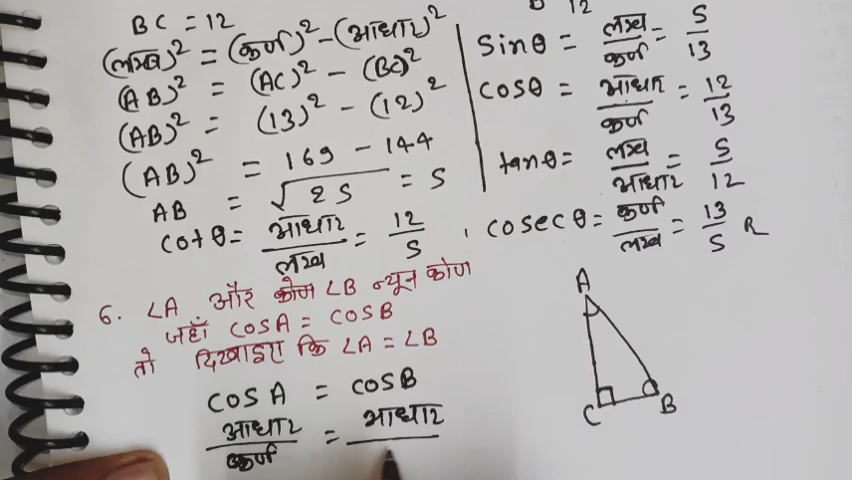 BC = 12
(लम्ब)² = (कर्ण)² - (आधार)²
(AB)² = (AC)² - (BC)²
(AB)² = (13)² - (12)²
(AB)² = 169 - 144
AB = √25 = 5
B 12
sinθ = लम्ब/कर्ण = 5/13
cosθ = आधार/कर्ण = 12/13
tanθ = लम्ब/आधार = 5/12
cotθ = आधार/लम्ब = 12/5 , cosecθ = कर्ण/लम्ब = 13/5 R
6. ∠A और कोण ∠B न्यून कोण
जहाँ cosA = cosB
तो दिखाइए कि ∠A = ∠B
cosA = cosB
आधार/कर्ण = आधार/
A
C B